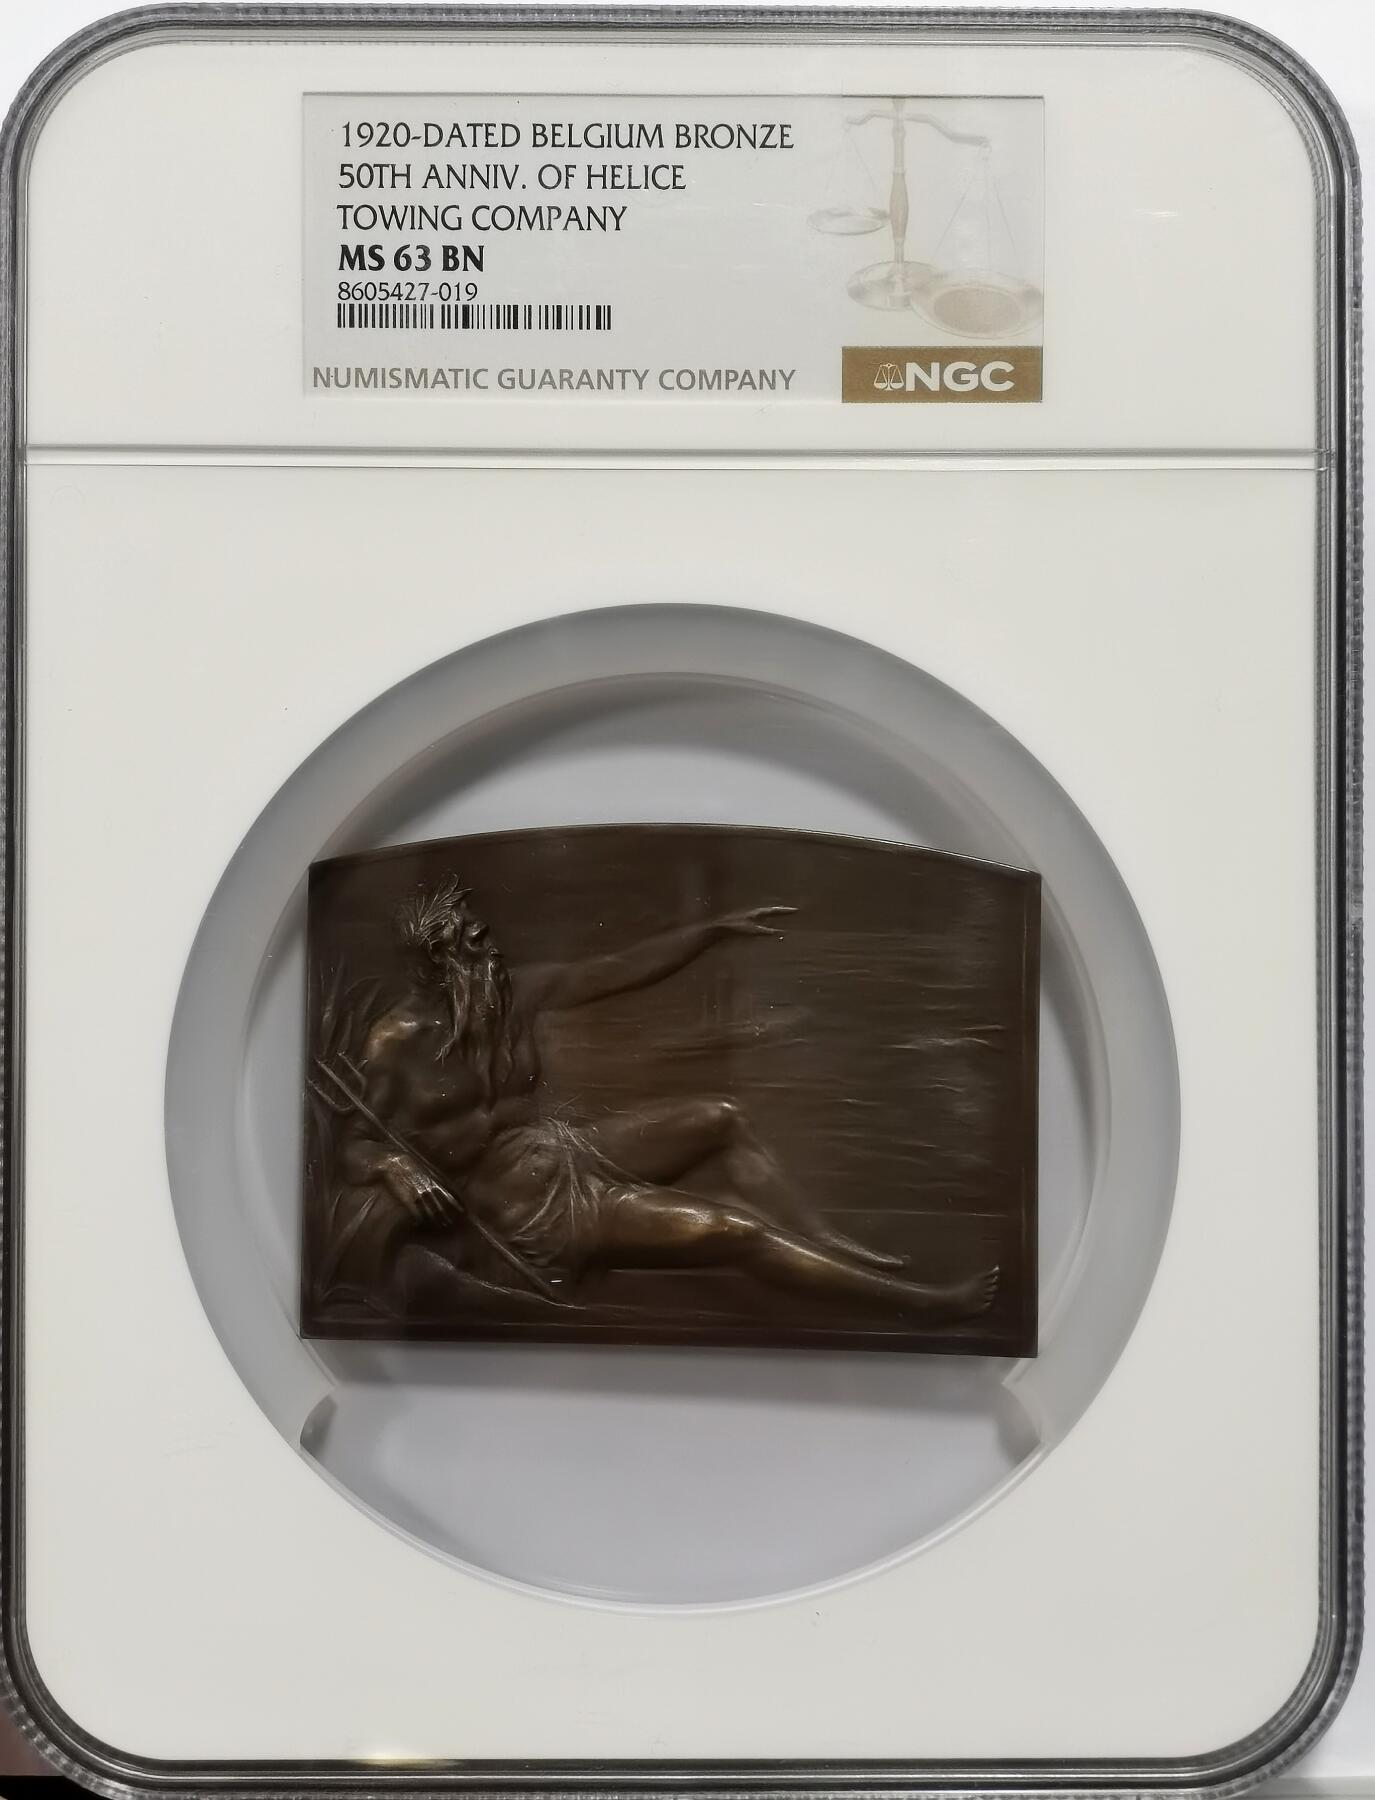 1920-DATED BELGIUM BRONZE
50TH ANNIV. OF HELICE
TOWING COMPANY
MS 63 BN
8605427-019
NUMISMATIC GUARANTY COMPANY
NGC